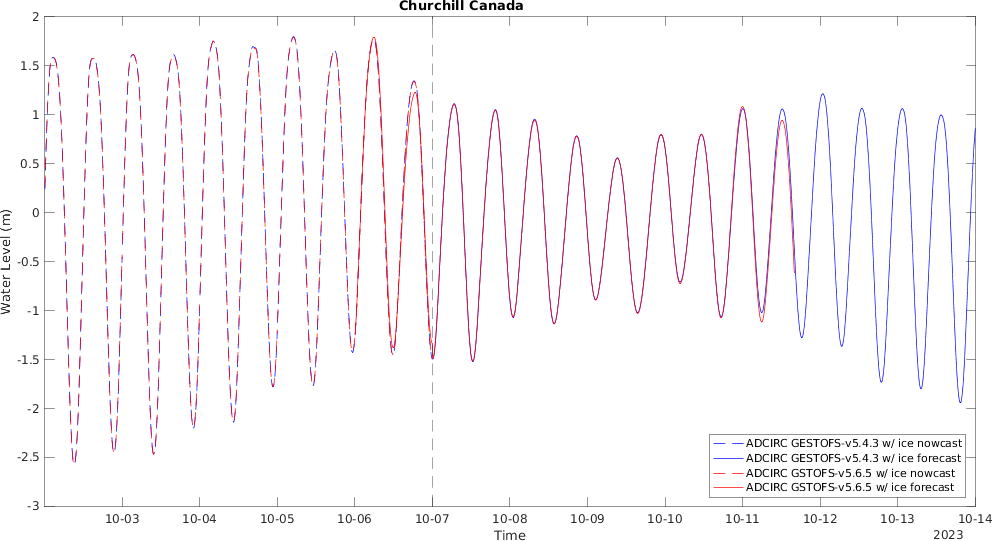 Churchill Canada
2
1.5
1
0.5
0
-0.5
-1
-1.5
-2
-2.5
-3
Water Level (m)
ADCIRC GESTOFS-v5.4.3 w/ ice nowcast
ADCIRC GESTOFS-v5.4.3 w/ ice forecast
ADCIRC GSTOFS-v5.6.5 w/ ice nowcast
ADCIRC GSTOFS-v5.6.5 w/ ice forecast
10-03 10-04 10-05 10-06 10-07 10-08 10-09 10-10 10-11 10-12 10-13 10-14
Time
2023